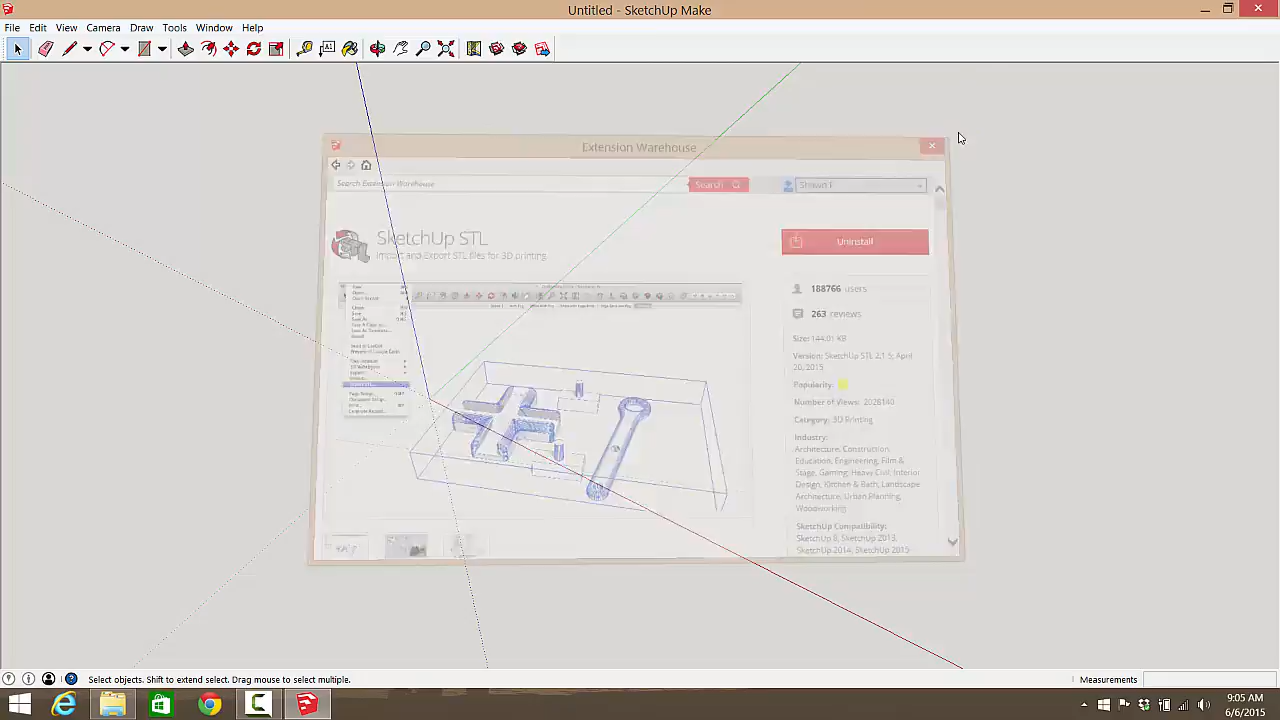 Untitled - SketchUp Make
File Edit View Camera Draw Tools Window Help
Extension Warehouse
Search Extension Warehouse
Search
Shawn F
SketchUp STL
Import and Export STL files for 3D printing
Uninstall
188766 users
263 reviews
Size: 144.01 KB
Version: SketchUp STL 2.1.5, April
20, 2015
Popularity:
Number of Views: 2028140
Category: 3D Printing
Industry:
Architecture, Construction
Education, Engineering, Film &
Stage, Gaming, Heavy Civil, Interior
Design, Kitchen & Bath, Landscape
Architecture, Urban Planning,
Woodworking
SketchUp Compatibility:
SketchUp 8, SketchUp 2013,
SketchUp 2014, SketchUp 2015
Select objects. Shift to extend select. Drag mouse to select multiple.
Measurements
9:05 AM
6/6/2015